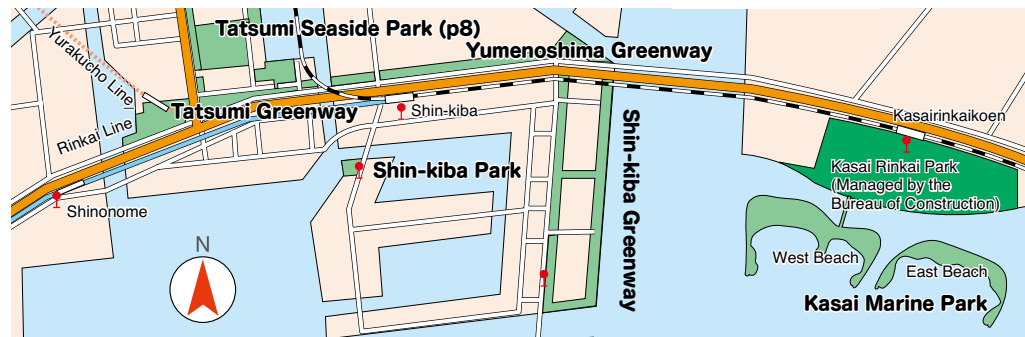 Tatsumi Seaside Park (p8)
Yumenoshima Greenway
Yurakucho Line
Tatsumi Greenway
Shin-kiba
Kasairinkaikoen
Rinkai Line
Shin-kiba Park
Shin-kiba Greenway
Kasai Rinkai Park
(Managed by the
Bureau of Construction)
Shinonome
N
West Beach
East Beach
Kasai Marine Park